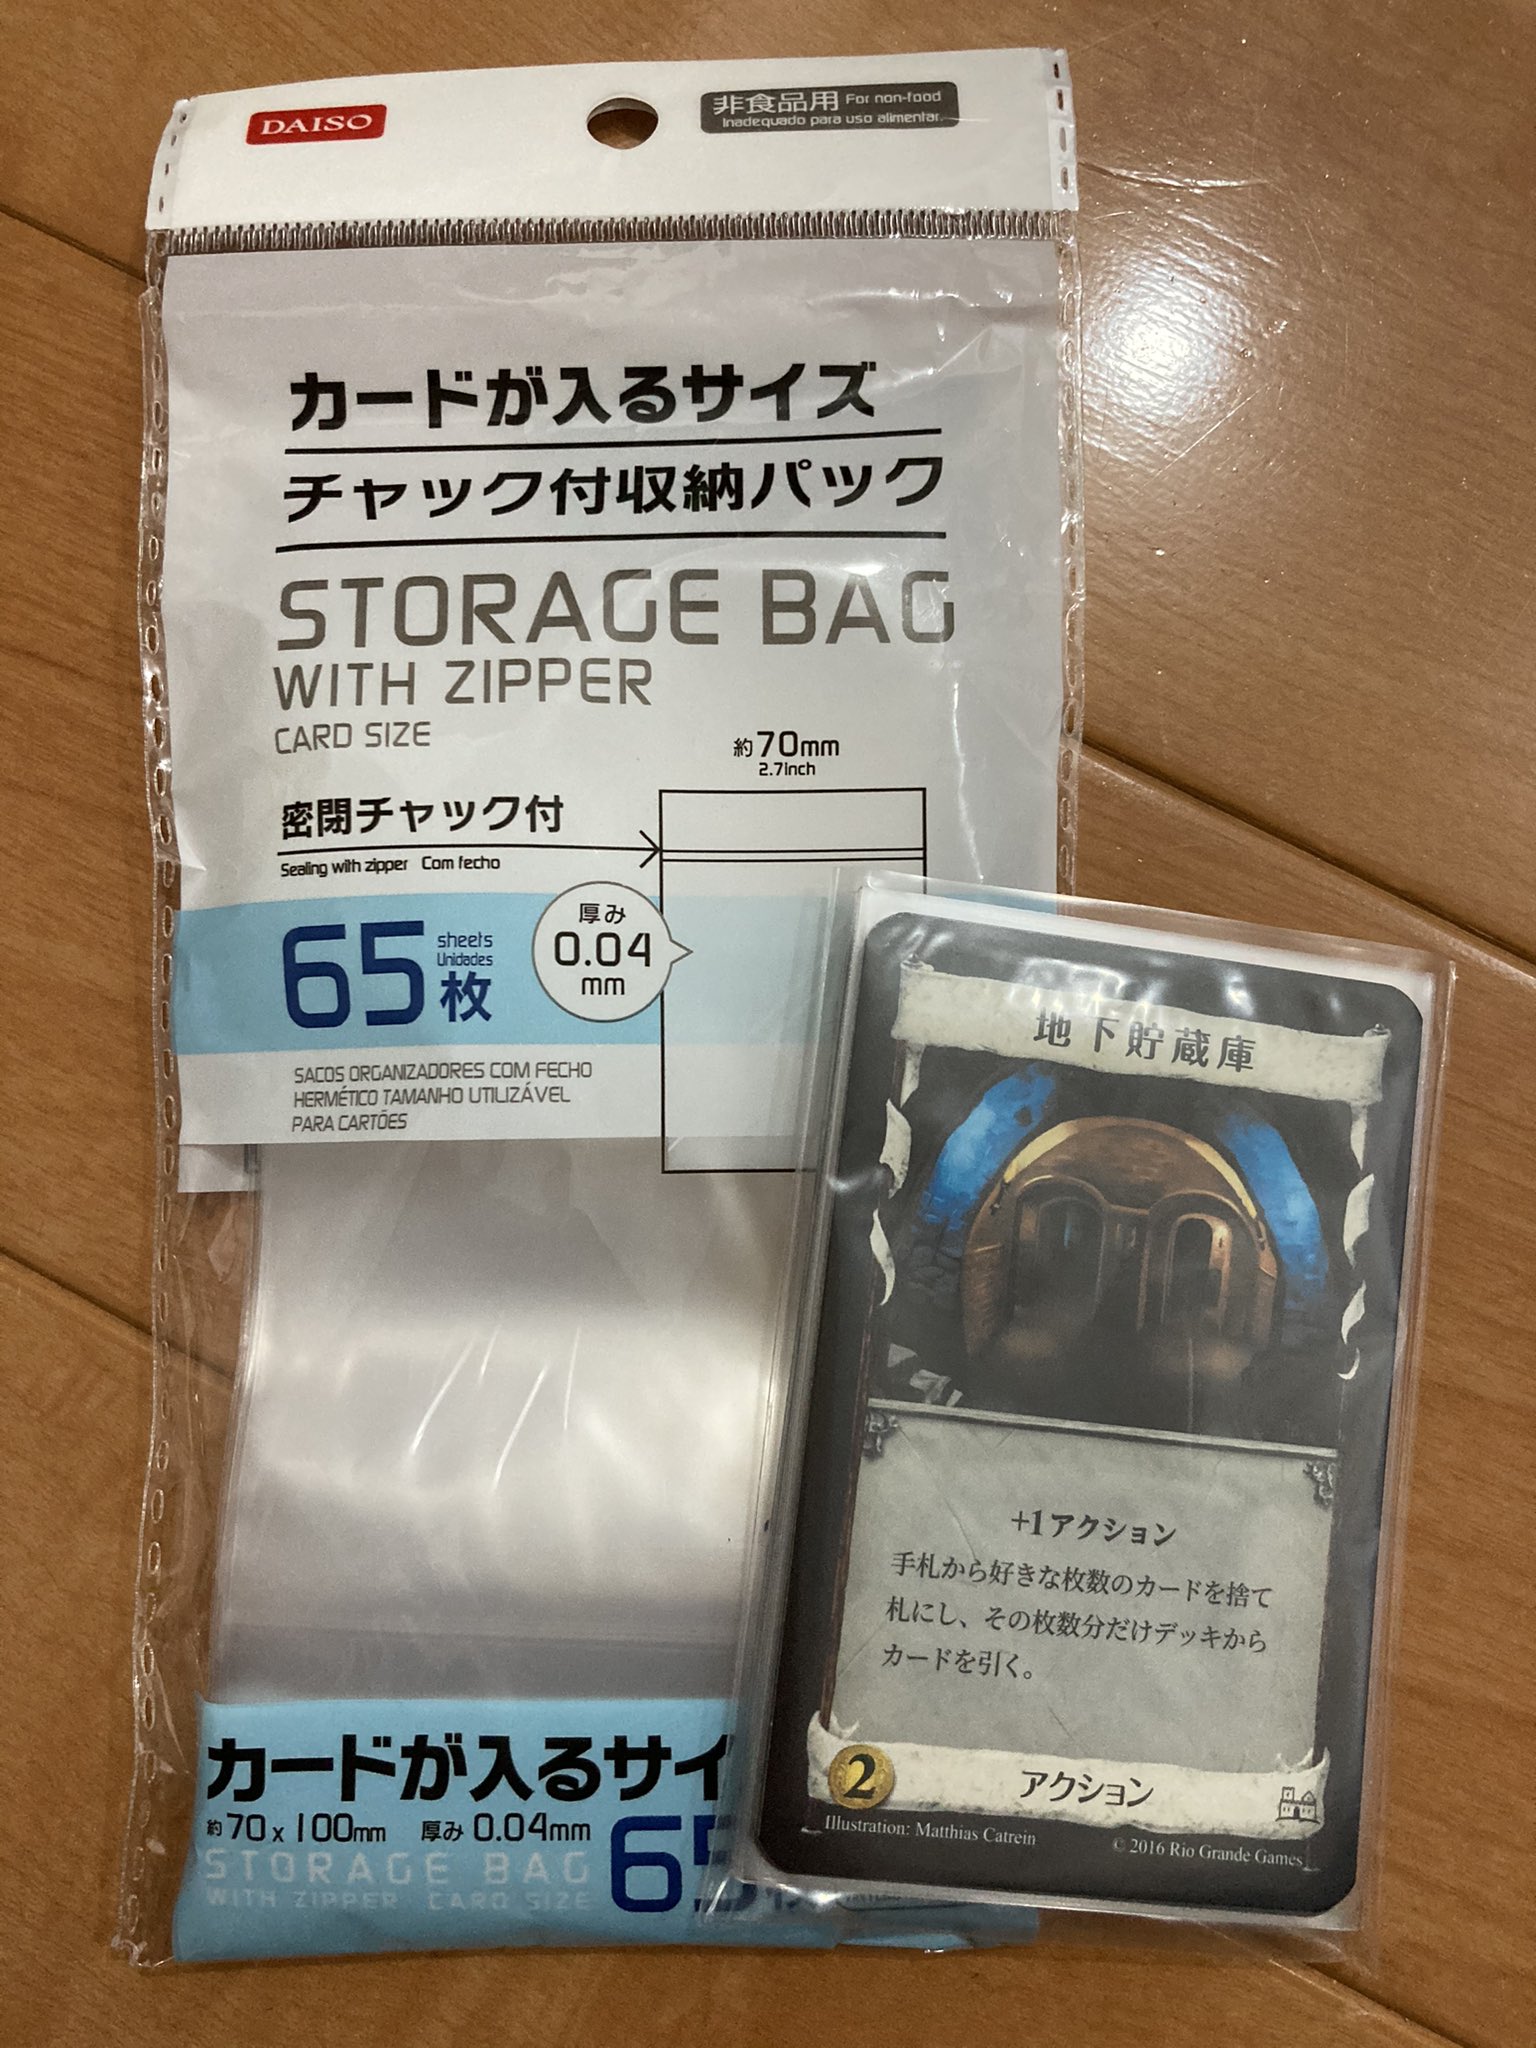 DAISO
非食品用 For non-food
Inadequado para uso alimentar.
カードが入るサイズ
チャック付収納パック
STORAGE BAG
WITH ZIPPER
CARD SIZE
約70mm
2.7inch
密閉チャック付
Sealing with zipper Com fecho
65 sheets
Unidades
枚
厚み
0.04
mm
SACOS ORGANIZADORES COM FECHO
HERMÉTICO TAMANHO UTILIZÁVEL
PARA CARTÕES
地下貯蔵庫
+1アクション
手札から好きな枚数のカードを捨て
札にし、その枚数分だけデッキから
カードを引く。
2
アクション
Illustration: Matthias Catrein
© 2016 Rio Grande Games
カードが入るサイ
約70x100mm 厚み0.04mm
STORAGE BAG
WITH ZIPPER CARD SIZE
65